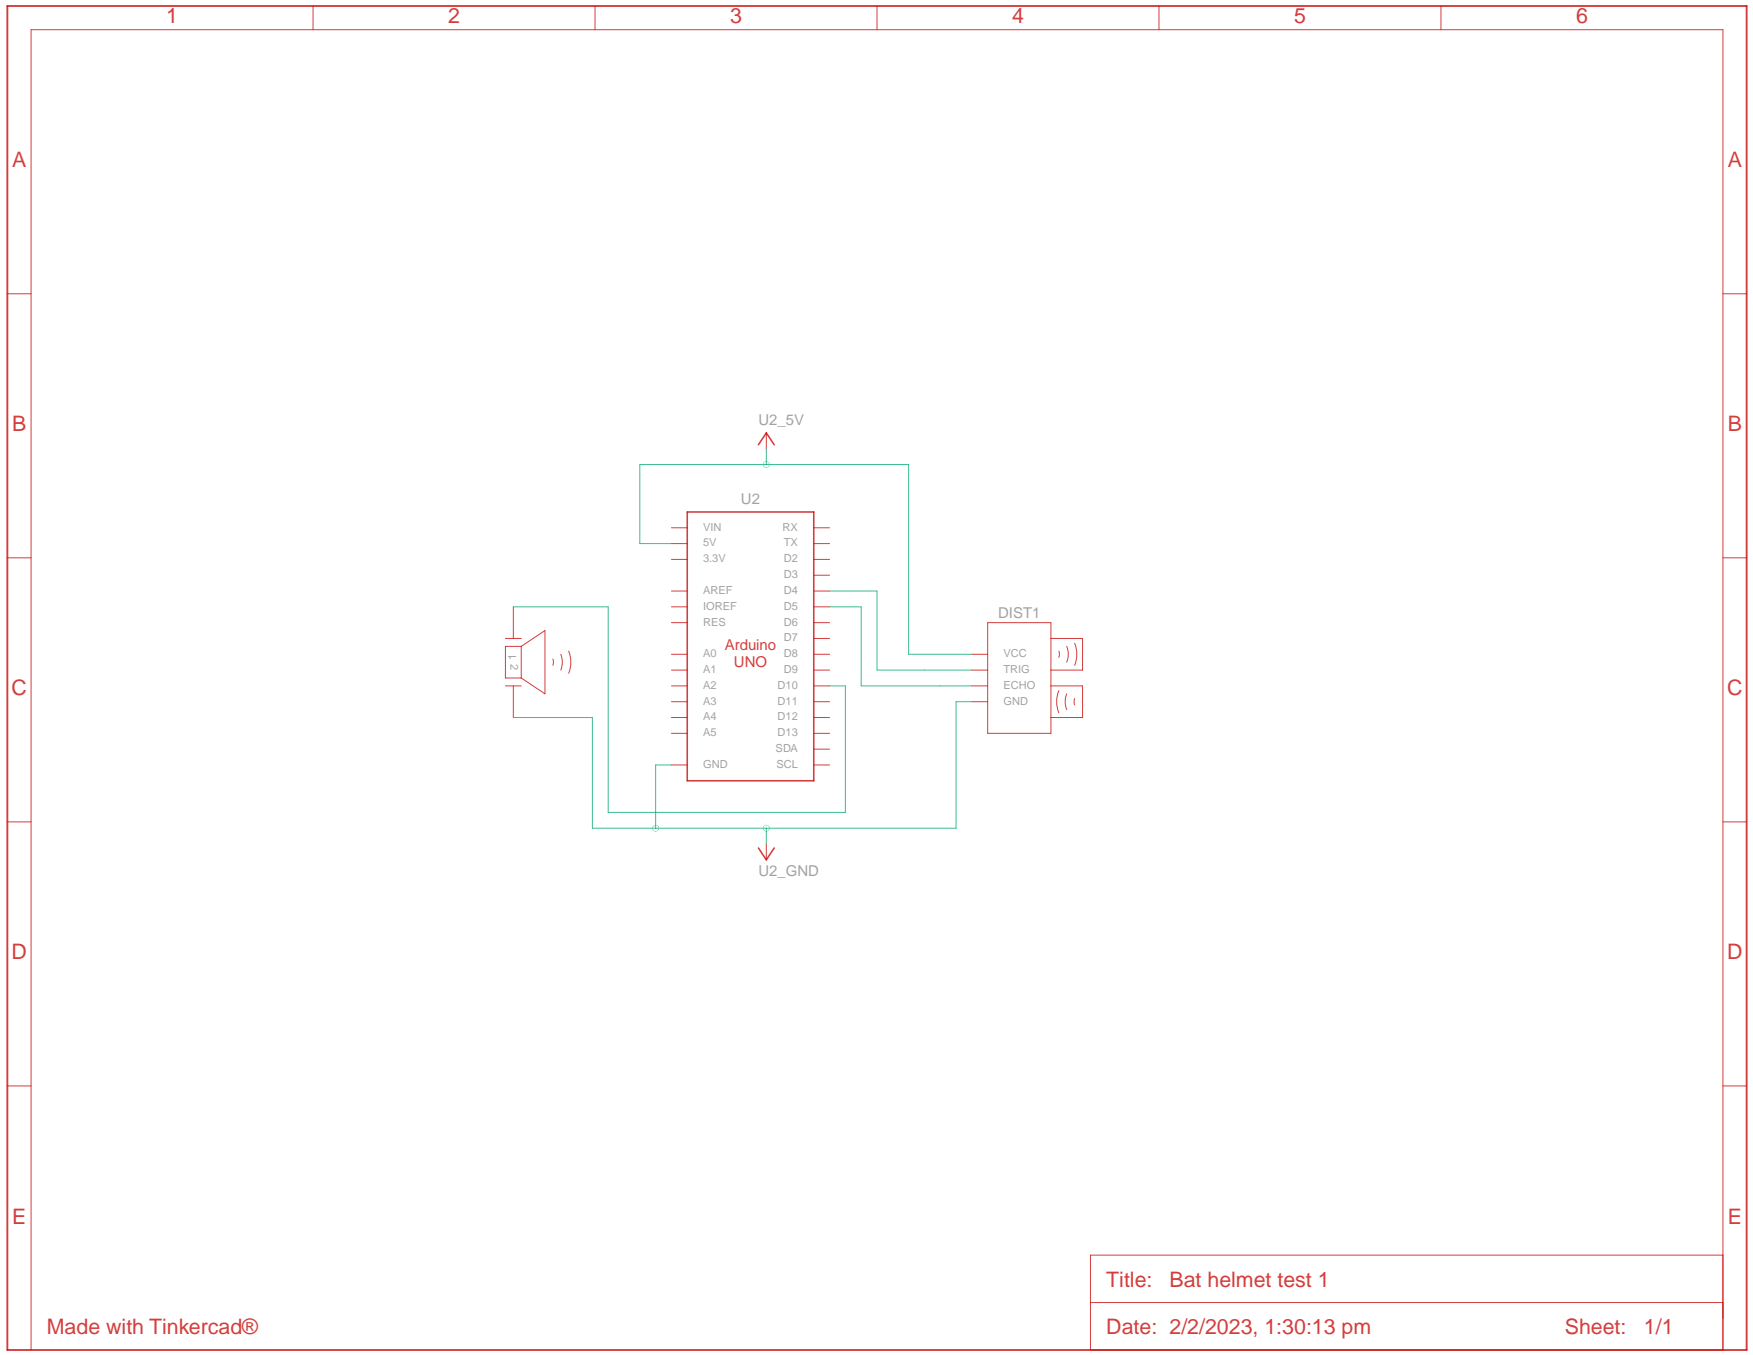 1 2 3 4 5 6
A A
B B
U2_5V
U2
VIN RX
5V TX
3.3V D2
D3
AREF D4
IOREF D5
RES D6
D7
Arduino
UNO
A0 D8
A1 D9
A2 D10
A3 D11
A4 D12
A5 D13
SDA
GND SCL
1 2
DIST1
VCC
TRIG
ECHO
GND
C C
U2_GND
D D
E E
Title: Bat helmet test 1
Made with Tinkercad®
Date: 2/2/2023, 1:30:13 pm Sheet: 1/1